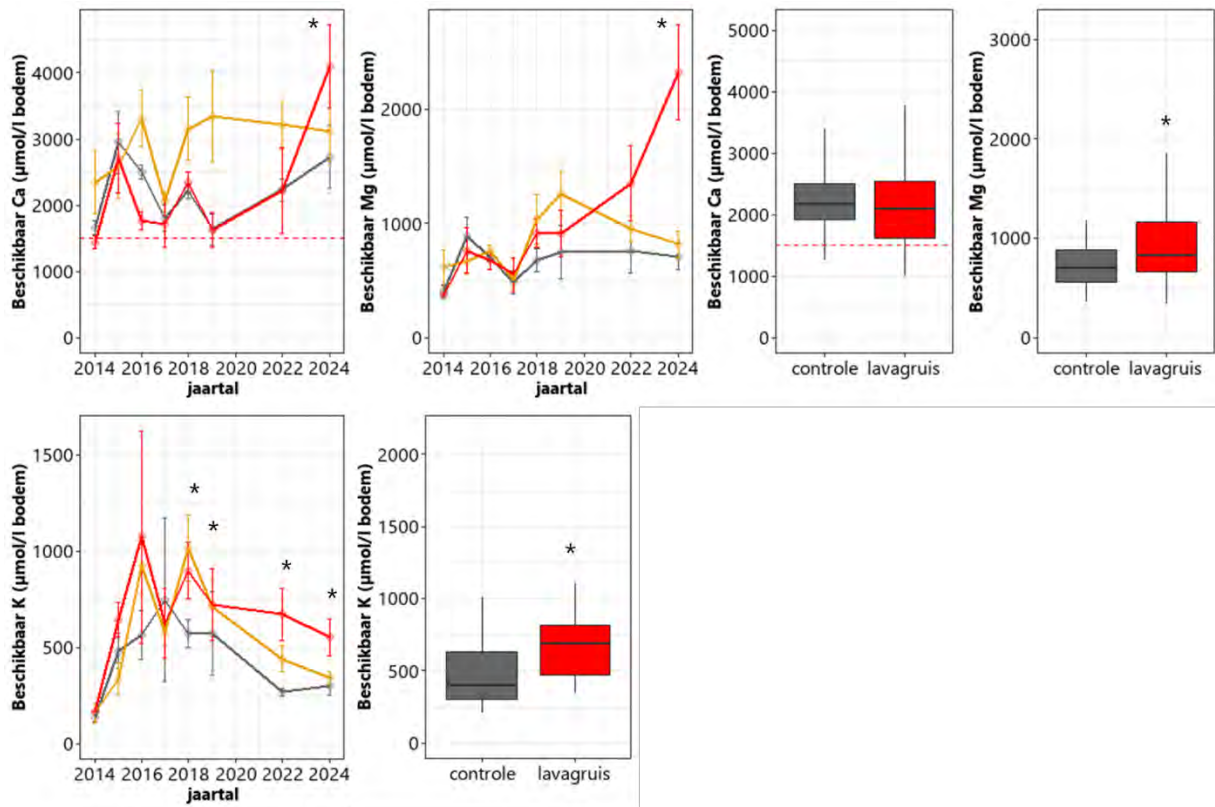 Beschikbaar Ca (µmol/l bodem)
4000
3000
2000
1000
0
*
2014 2016 2018 2020 2022 2024
jaartal
Beschikbaar Mg (µmol/l bodem)
2000
1000
0
*
2014 2016 2018 2020 2022 2024
jaartal
Beschikbaar Ca (µmol/l bodem)
5000
4000
3000
2000
1000
0
controle lavagruis
Beschikbaar Mg (µmol/l bodem)
3000
2000
1000
0
*
controle lavagruis
Beschikbaar K (µmol/l bodem)
1500
1000
500
0
* * * *
2014 2016 2018 2020 2022 2024
jaartal
Beschikbaar K (µmol/l bodem)
2000
1500
1000
500
0
*
controle lavagruis